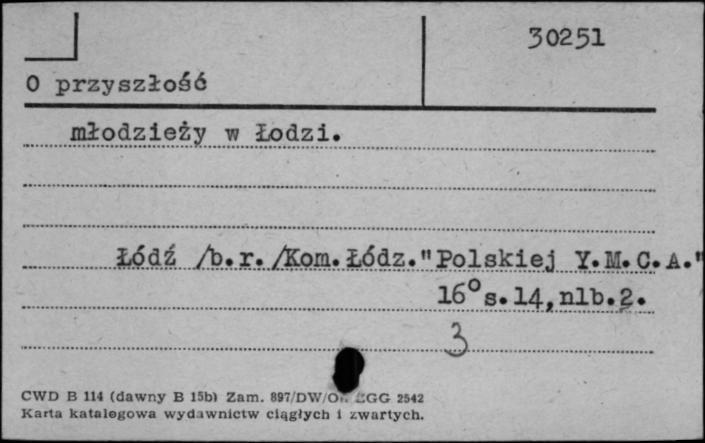 30251
O przyszłość
młodzieży w Łodzi.
Łódź /b.r./Kom.Łódz."Polskiej Y.M.C.A."
16° s.14,nlb.2.
3
CWD B 114 (dawny B 15b) Zam. 897/DW/O GG 2542
Karta katalogowa wydawnictw ciągłych i zwartych.